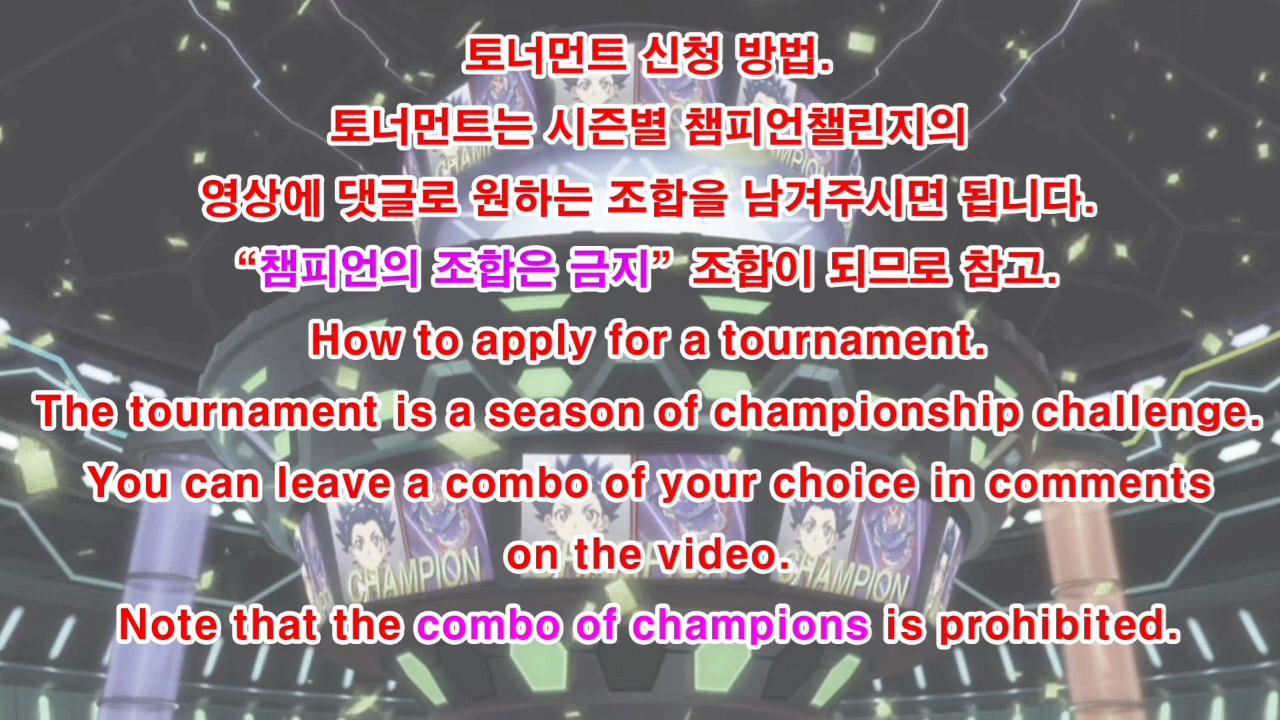 토너먼트 신청 방법.
토너먼트는 시즌별 챔피언챌린지의
영상에 댓글로 원하는 조합을 남겨주시면 됩니다.
“챔피언의 조합은 금지” 조합이 되므로 참고.
How to apply for a tournament.
The tournament is a season of championship challenge.
You can leave a combo of your choice in comments
on the video.
Note that the combo of champions is prohibited.
CHAMPION
CHAMPION
CHAMPION
CHAMPION